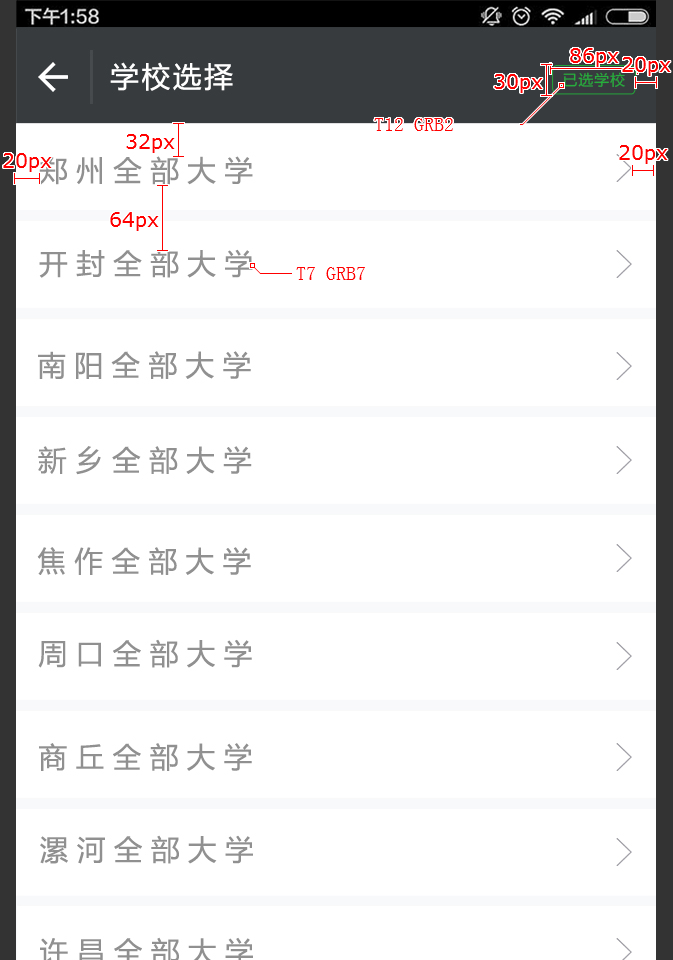 下午1:58
学校选择
86px
20px
30px
已选学校
T12 GRB2
32px
20px
20px
郑州全部大学
64px
开封全部大学
T7 GRB7
南阳全部大学
新乡全部大学
焦作全部大学
周口全部大学
商丘全部大学
漯河全部大学
许昌全部大学